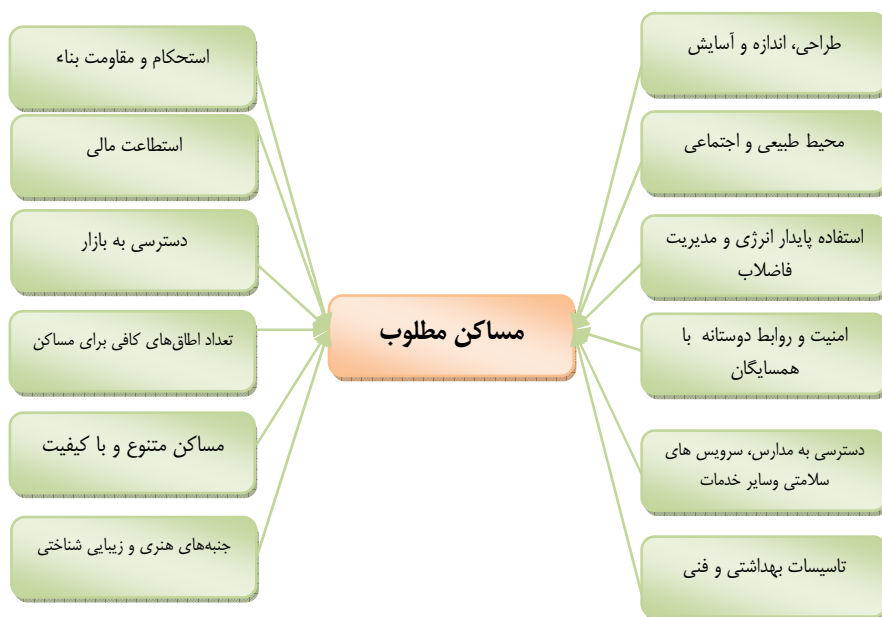 طراحی، اندازه و آسایش
محیط طبیعی و اجتماعی
استفاده پایدار انرژی و مدیریت
فاضلاب
امنیت و روابط دوستانه با
همسایگان
دسترسی به مدارس، سرویس های
سلامتی وسایر خدمات
تاسیسات بهداشتی و فنی
مساکن مطلوب
استحکام و مقاومت بناء
استطاعت مالی
دسترسی به بازار
تعداد اطاق‌های کافی برای مساکن
مساکن متنوع و با کیفیت
جنبه‌های هنری و زیبایی شناختی